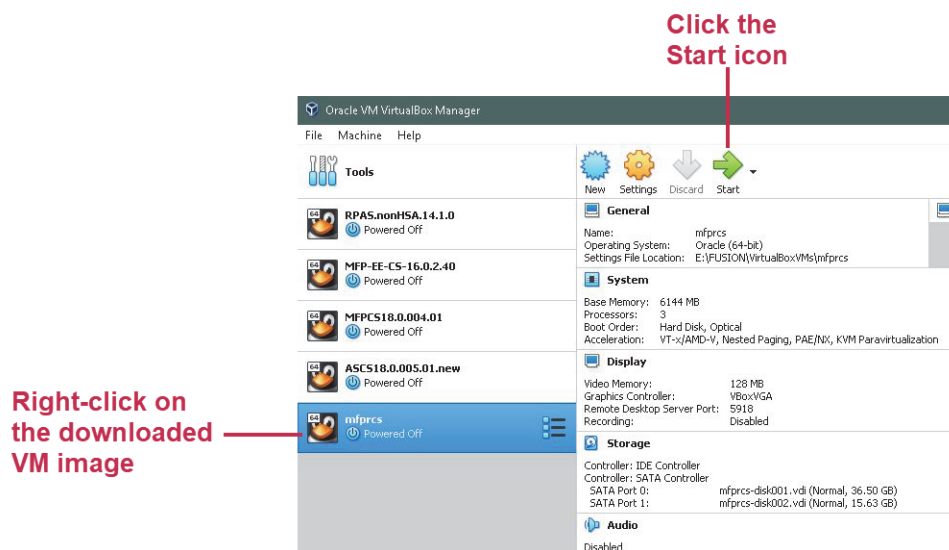 Click the
Start icon
Oracle VM VirtualBox Manager
File Machine Help
Tools
New Settings Discard Start
64 RPAS.nonHSA.14.1.0
Powered Off
64 MFP-EE-CS-16.0.2.40
Powered Off
64 MFPCS18.0.004.01
Powered Off
64 ASCS18.0.005.01.new
Powered Off
64 mfprcs
Powered Off
Right-click on
the downloaded
VM image
General
Name: mfprcs
Operating System: Oracle (64-bit)
Settings File Location: E:\FUSION\VirtualBoxVMs\mfprcs
System
Base Memory: 6144 MB
Processors: 3
Boot Order: Hard Disk, Optical
Acceleration: VT-x/AMD-V, Nested Paging, PAE/NX, KVM Paravirtualization
Display
Video Memory: 128 MB
Graphics Controller: VBoxVGA
Remote Desktop Server Port: 5918
Recording: Disabled
Storage
Controller: IDE Controller
Controller: SATA Controller
SATA Port 0: mfprcs-disk001.vdi (Normal, 36.50 GB)
SATA Port 1: mfprcs-disk002.vdi (Normal, 15.63 GB)
Audio
Disabled